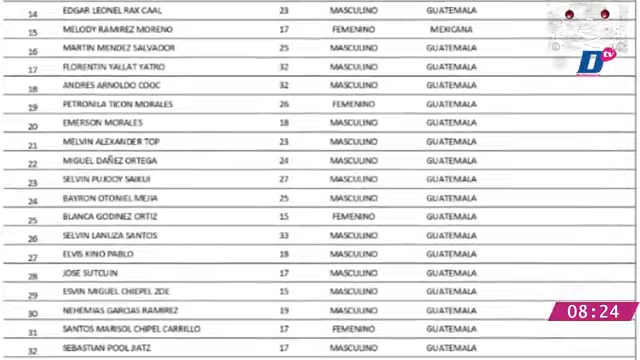 14 EDGAR LEONEL RAX CAAL 23 MASCULINO GUATEMALA
15 MELODY RAMIREZ MORENO 17 FEMENINO MEXICANA
16 MARTIN MENDEZ SALVADOR 25 MASCULINO GUATEMALA
17 FLORENTIN YALLAT YATRO 32 MASCULINO GUATEMALA
18 ANDRES ARNOLDO COOC 32 MASCULINO GUATEMALA
19 PETRONILA TICON MORALES 26 FEMENINO GUATEMALA
20 EMERSON MORALES 18 MASCULINO GUATEMALA
21 MELVIN ALEXANDER TOP 23 MASCULINO GUATEMALA
22 MIGUEL DAÑEZ ORTEGA 24 MASCULINO GUATEMALA
23 SELVIN PUJOOY SAIKUI 27 MASCULINO GUATEMALA
24 BAYRON OTONIEL MEJIA 25 MASCULINO GUATEMALA
25 BLANCA GODINEZ ORTIZ 15 FEMENINO GUATEMALA
26 SELVIN LANUZA SANTOS 33 MASCULINO GUATEMALA
27 ELVIS KINO PABLO 18 MASCULINO GUATEMALA
28 JOSE SUTCUIN 17 MASCULINO GUATEMALA
29 ESVIN MIGUEL CHIEPEL ZOE 15 MASCULINO GUATEMALA
30 NEHEMIAS GARCIAS RAMIREZ 19 MASCULINO GUATEMALA
31 SANTOS MARISOL CHIPEL CARRILLO 17 FEMENINO GUATEMALA
32 SEBASTIAN POOL JIATZ 17 MASCULINO GUATEMALA
D tv
08:24